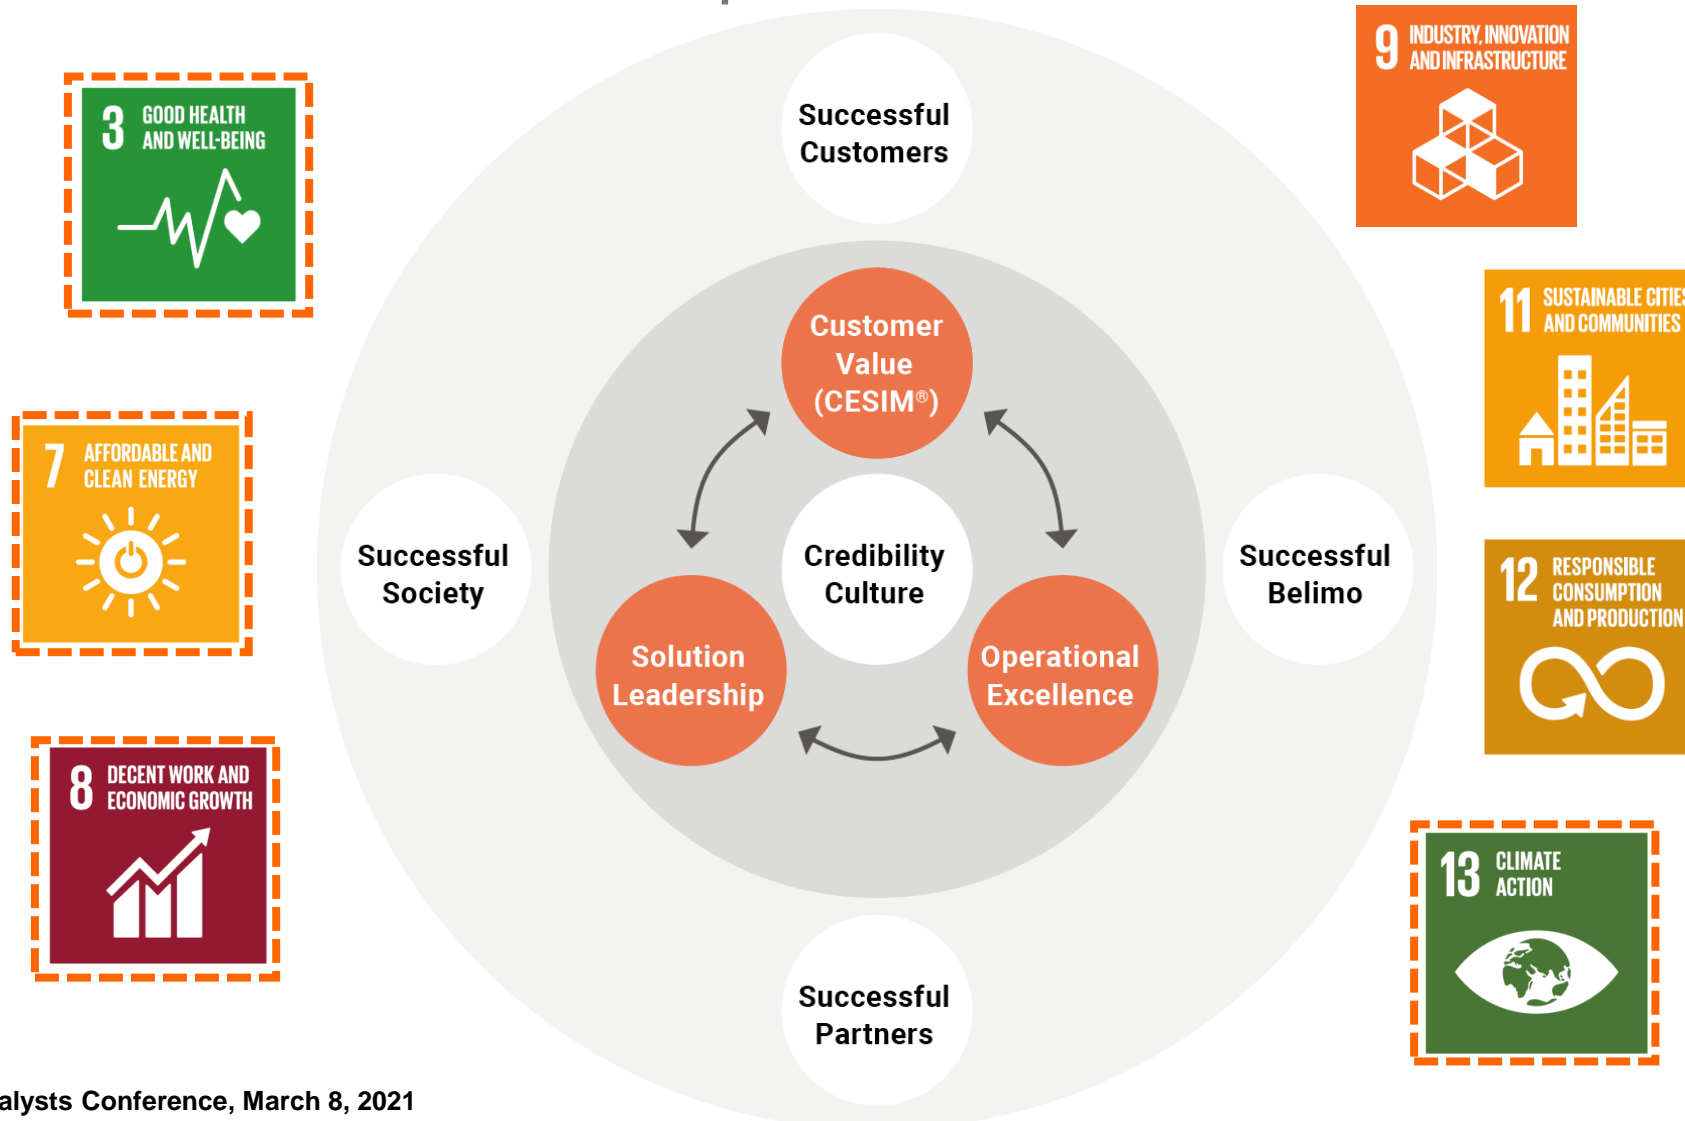 3 GOOD HEALTH
AND WELL-BEING
7 AFFORDABLE AND
CLEAN ENERGY
8 DECENT WORK AND
ECONOMIC GROWTH
Successful
Customers
Customer
Value
(CESIM®)
Successful
Society
Credibility
Culture
Successful
Belimo
Solution
Leadership
Operational
Excellence
Successful
Partners
9 INDUSTRY, INNOVATION
AND INFRASTRUCTURE
11 SUSTAINABLE CITIES
AND COMMUNITIES
12 RESPONSIBLE
CONSUMPTION
AND PRODUCTION
13 CLIMATE
ACTION
alysts Conference, March 8, 2021